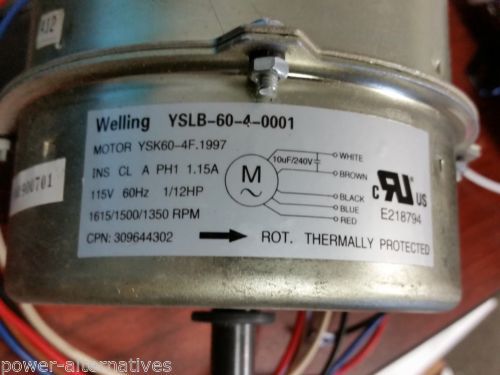 412
Welling YSLB-60-4-0001
MOTOR YSK60-4F.1997
INS CL A PH1 1.15A
115V 60Hz 1/12HP
1615/1500/1350 RPM
CPN: 309644302
ROT. THERMALLY PROTECTED
10uF/240V
M
~
WHITE
BROWN
BLACK
BLUE
RED
c RU US
E218794
power-alternatives